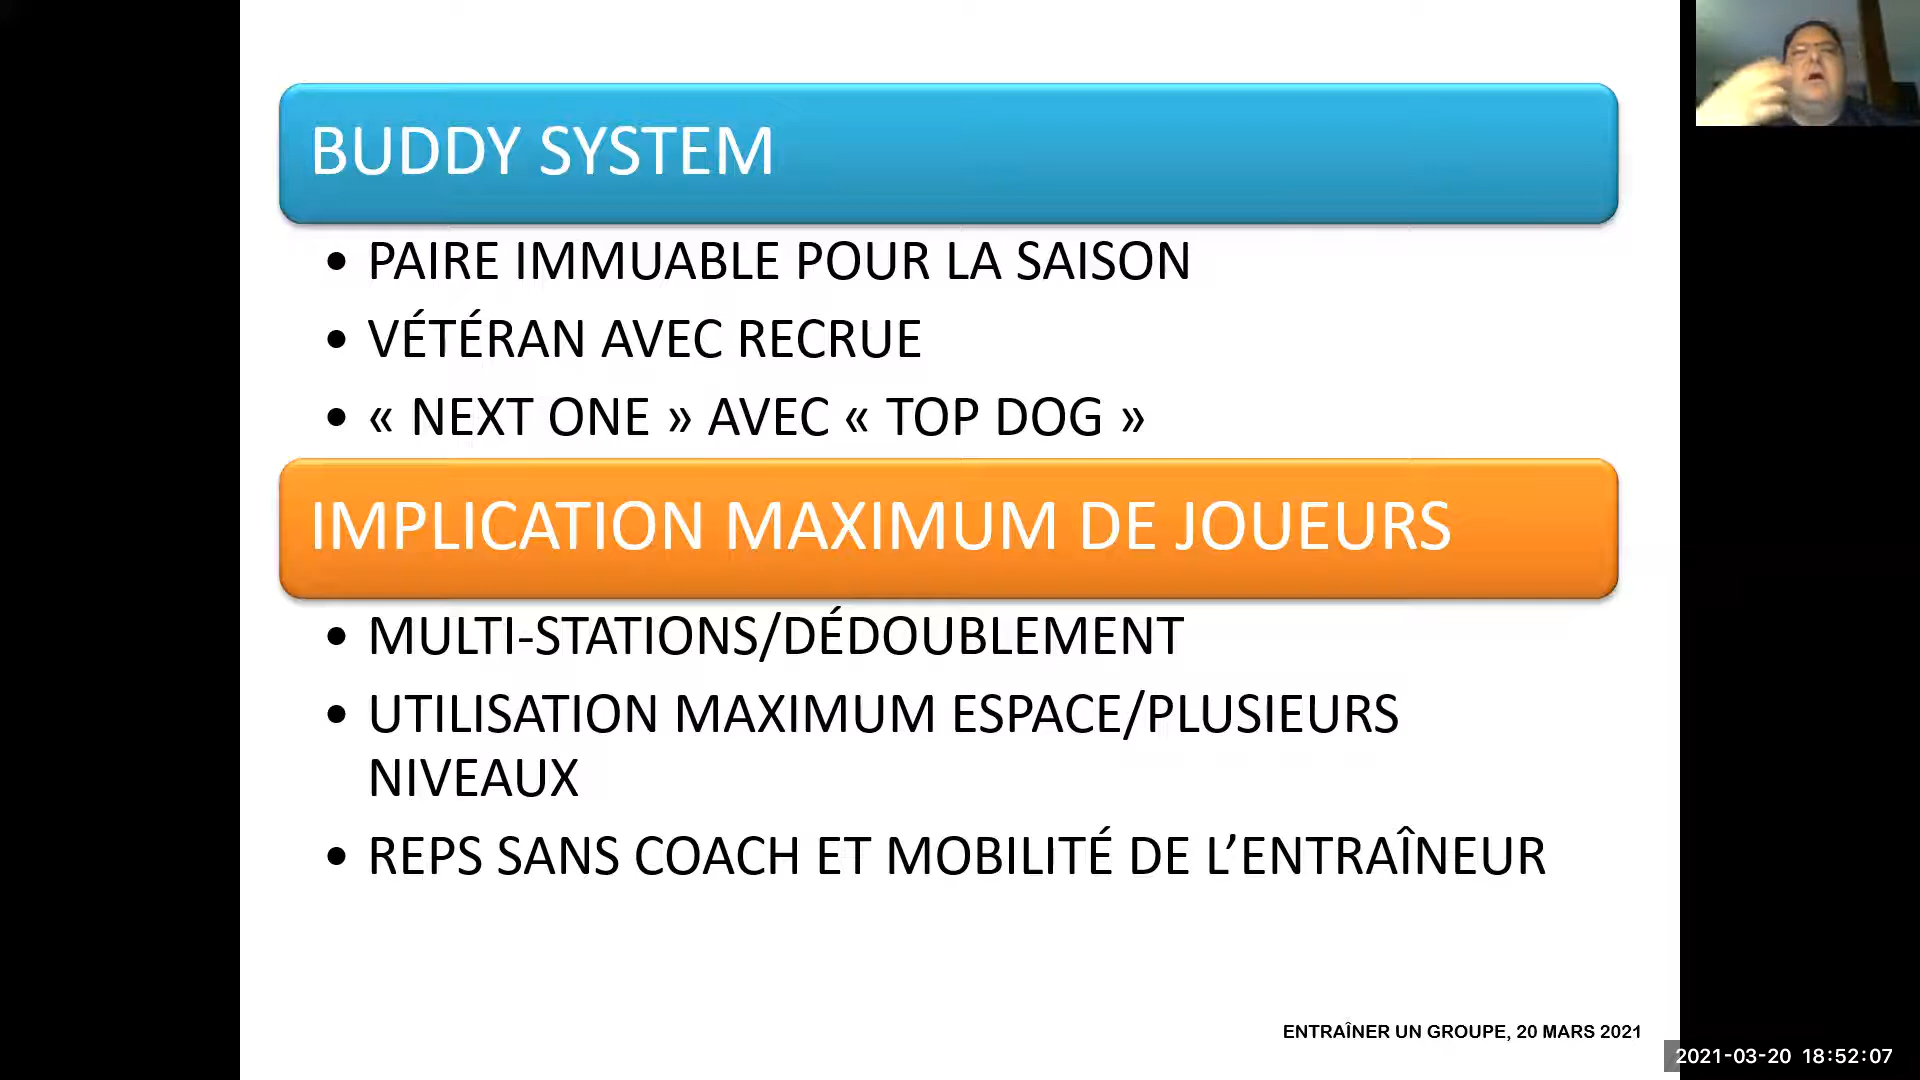 BUDDY SYSTEM
• PAIRE IMMUABLE POUR LA SAISON
• VÉTÉRAN AVEC RECRUE
• « NEXT ONE » AVEC « TOP DOG »
IMPLICATION MAXIMUM DE JOUEURS
• MULTI-STATIONS/DÉDOUBLEMENT
• UTILISATION MAXIMUM ESPACE/PLUSIEURS
NIVEAUX
• REPS SANS COACH ET MOBILITÉ DE L’ENTRAÎNEUR
ENTRAÎNER UN GROUPE, 20 MARS 2021
2021-03-20 18:52:07